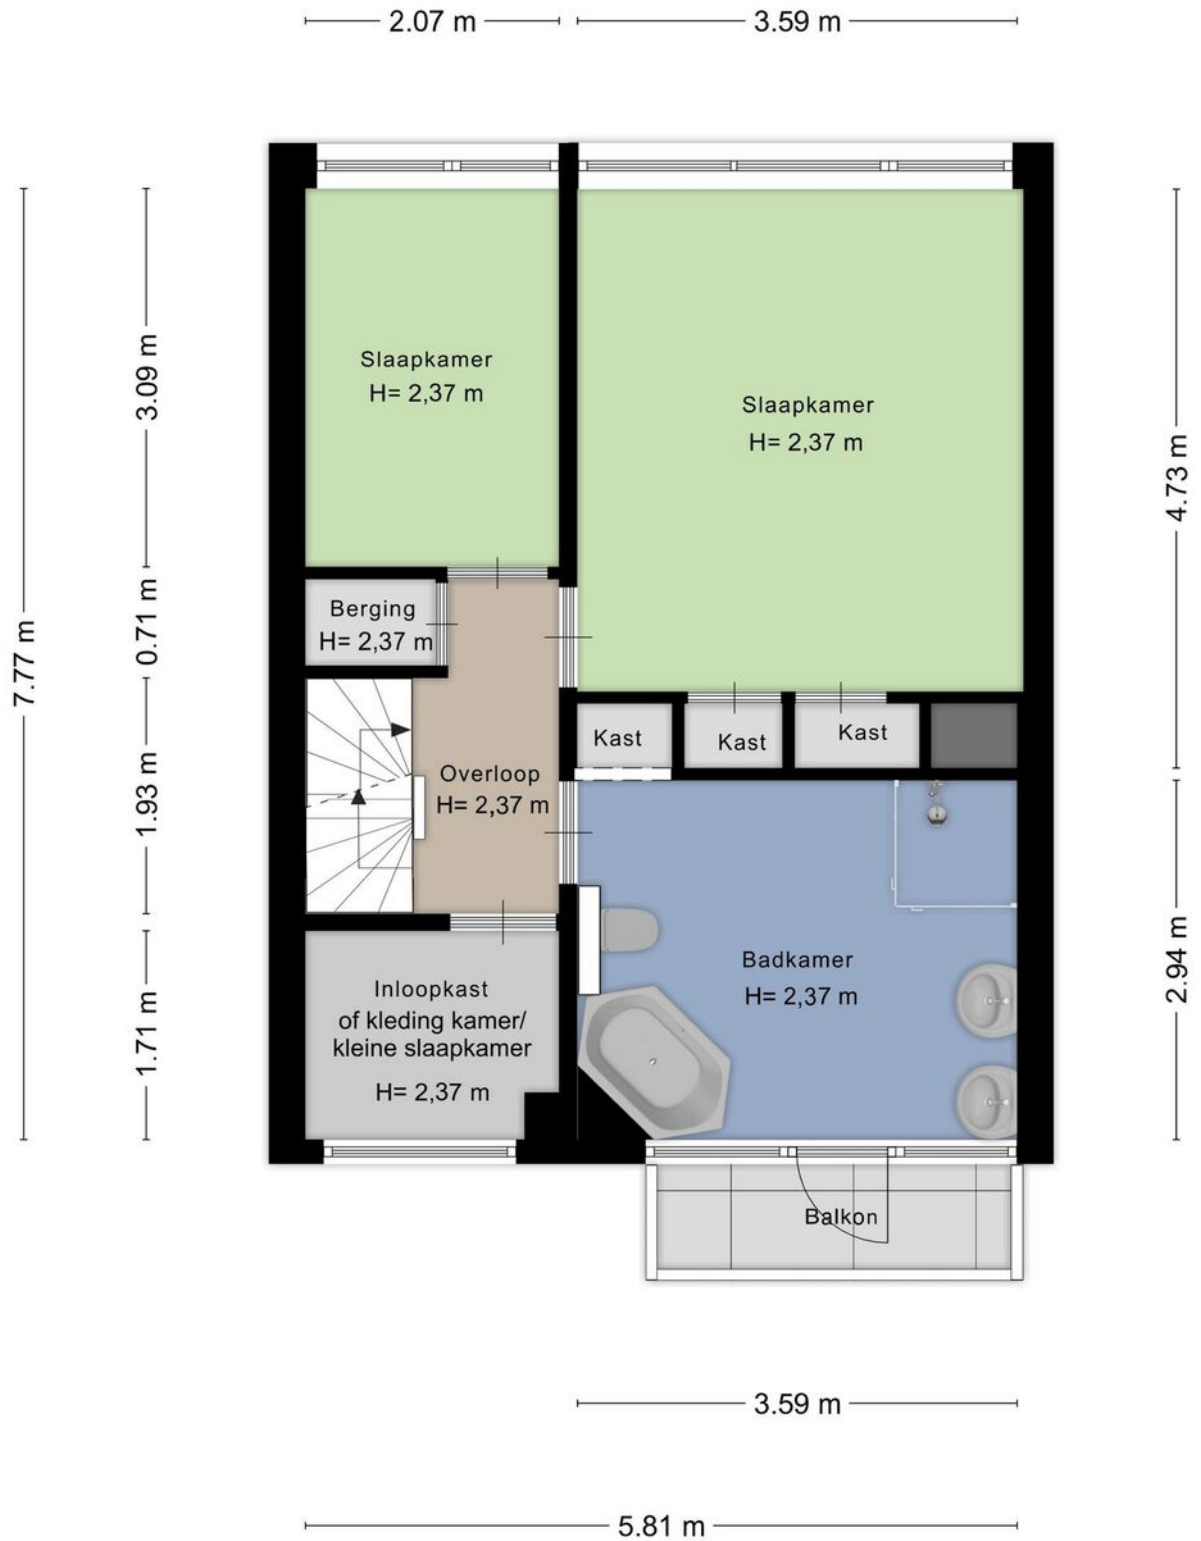 2.07 m
3.59 m
Slaapkamer
H= 2,37 m
Slaapkamer
H= 2,37 m
3.09 m
4.73 m
7.77 m
0.71 m
Berging
H= 2,37 m
Kast
Kast
Kast
1.93 m
Overloop
H= 2,37 m
Badkamer
H= 2,37 m
2.94 m
1.71 m
Inloopkast
of kleding kamer/
kleine slaapkamer
H= 2,37 m
Balkon
3.59 m
5.81 m